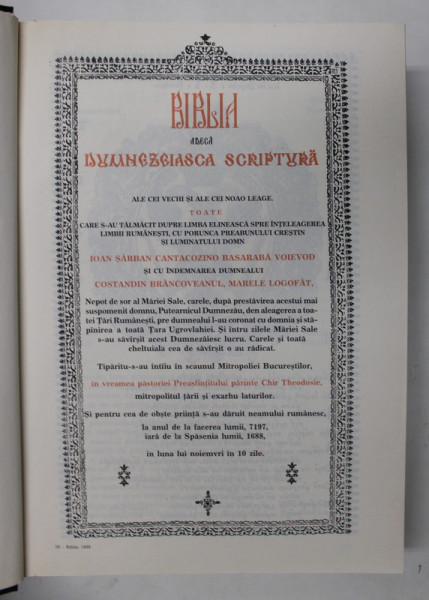 BIBLIA
ADECĂ
DUMNEZEIASCA SCRIPTURĂ
ALE CEI VECHI ȘI ALE CEI NOAO LEAGE.
TOATE
CARE S-AU TĂLMĂCIT DUPRE LIMBA ELINEASCĂ SPRE ÎNȚELEAGEREA
LIMBII RUMÂNEȘTI, CU PORUNCA PREABUNULUI CREȘTIN
ȘI LUMINATULUI DOMN
IOAN ȘĂRBAN CANTACOZINO BASARABĂ VOIEVOD
ȘI CU ÎNDEMNAREA DUMNEALUI
COSTANDIN BRÂNCOVEANUL, MARELE LOGOFĂT,
Nepot de sor al Măriei Sale, carele, după prestăvirea acestui mai
suspomenit domnu, Puteamicul Dumnezău, den aleagerea a toa-
tei Țări Rumânești, pre dumnealui l-au coronat cu domnia și stă-
pînirea a toată Țara Ugrovlahiei. Și întru zilele Măriei Sale
s-au săvîrșit acest Dumnezăiesc lucru. Carele și toată
cheltuiala cea de săvîrșit o au rădicat.
Tipăritu-s-au întîiu în scaunul Mitropoliei Bucureștilor,
în vreamea păstoriei Preasfințitului părinte Chir Theodosie,
mitropolitul țării și exarhu laturilor.
Și pentru cea de obște priință s-au dăruit neamului rumânesc,
la anul de la facerea lumii, 7197,
iară de la Spăsenia lumii, 1688,
în luna lui noiemvri în 10 zile.
Biblia, 1688